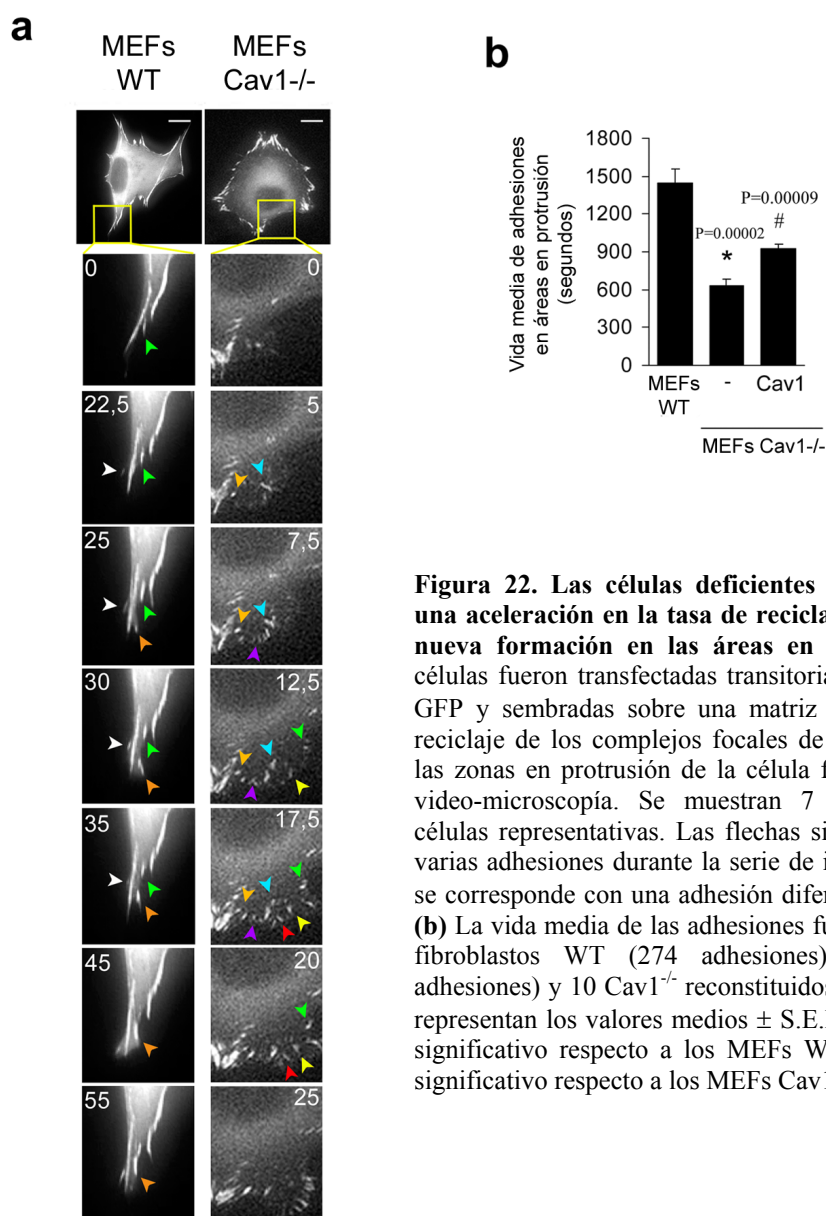 a
MEFs WT
MEFs Cav1-/-
0
0
22,5
5
25
7,5
30
12,5
35
17,5
45
20
55
25
b
Vida media de adhesiones
en áreas en protrusión
(segundos)
1800
1500
1200
900
600
300
0
P=0.00002
*
P=0.00009
#
MEFs WT
-
Cav1
MEFs Cav1-/-
Figura 22. Las células deficientes
una aceleración en la tasa de recicla
nueva formación en las áreas en
células fueron transfectadas transitoria
GFP y sembradas sobre una matriz
reciclaje de los complejos focales de
las zonas en protrusión de la célula f
video-microscopía. Se muestran 7
células representativas. Las flechas si
varias adhesiones durante la serie de i
se corresponde con una adhesión difer
(b) La vida media de las adhesiones fu
fibroblastos WT (274 adhesiones)
adhesiones) y 10 Cav1-/- reconstituidos
representan los valores medios ± S.E.
significativo respecto a los MEFs W
significativo respecto a los MEFs Cav1